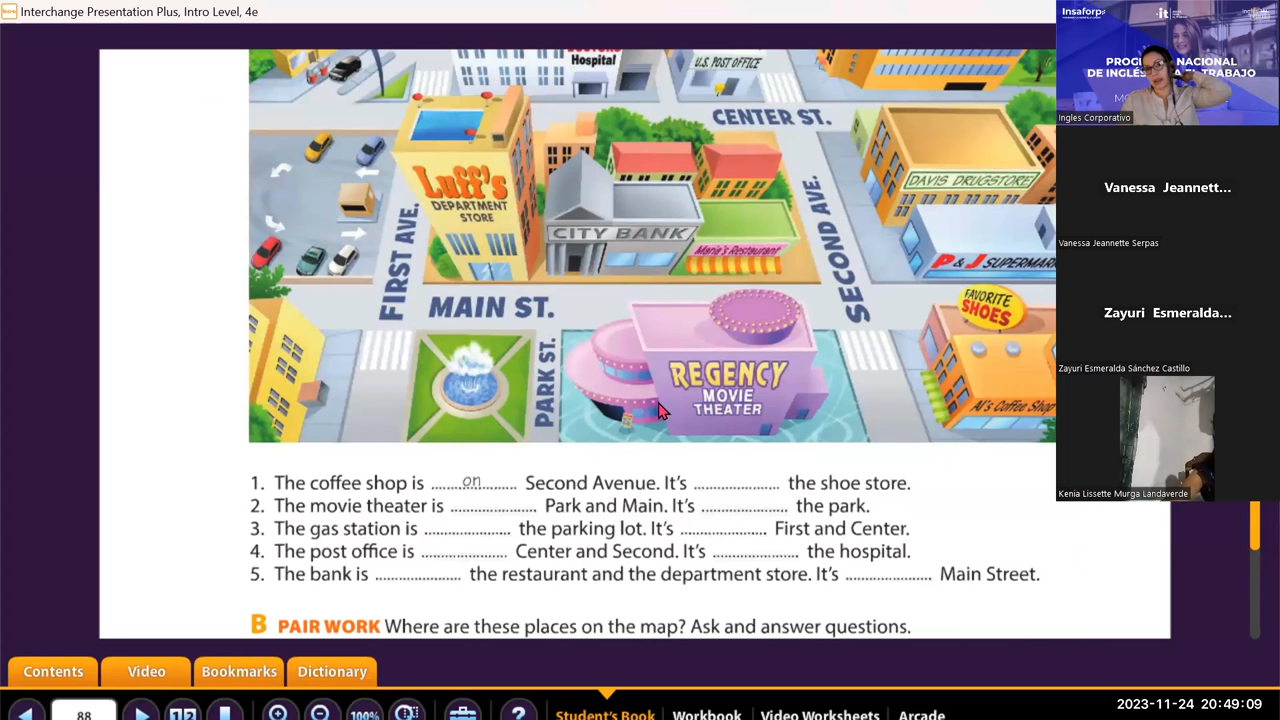 Interchange Presentation Plus, Intro Level, 4e
Hospital
U.S. POST OFFICE
CENTER ST.
Luff's
DEPARTMENT
STORE
CITY BANK
Maria's Restaurant
DAVIS DRUGSTORE
P & J SUPERMAR
FIRST AVE.
SECOND AVE.
MAIN ST.
PARK ST.
REGENCY
MOVIE
THEATER
FAVORITE
SHOES
Al's Coffee Shop
1. The coffee shop is ......on...... Second Avenue. It's .................... the shoe store.
2. The movie theater is .................... Park and Main. It's .................... the park.
3. The gas station is .................... the parking lot. It's .................... First and Center.
4. The post office is .................... Center and Second. It's .................... the hospital.
5. The bank is .................... the restaurant and the department store. It's .................... Main Street.
B PAIR WORK Where are these places on the map? Ask and answer questions.
Contents
Video
Bookmarks
Dictionary
88
100%
?
Student's Book
Workbook
Video Worksheets
Arcade
Insaforp
it
NACIONAL
DE INGLÉS
Ingles Corporativo
Vanessa Jeannett...
Vanessa Jeannette Serpas
Zayuri Esmeralda...
Zayuri Esmeralda Sánchez Castillo
Kenia Lissette Murga Landaverde
2023-11-24 20:49:09